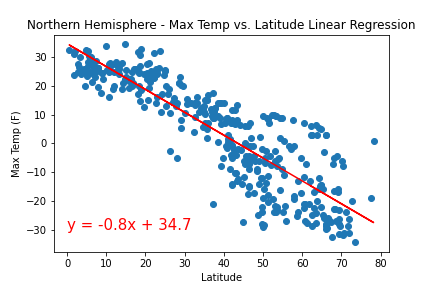 Northern Hemisphere - Max Temp vs. Latitude Linear Regression
Max Temp (F)
30
20
10
0
−10
−20
−30
y = -0.8x + 34.7
0 10 20 30 40 50 60 70 80
Latitude